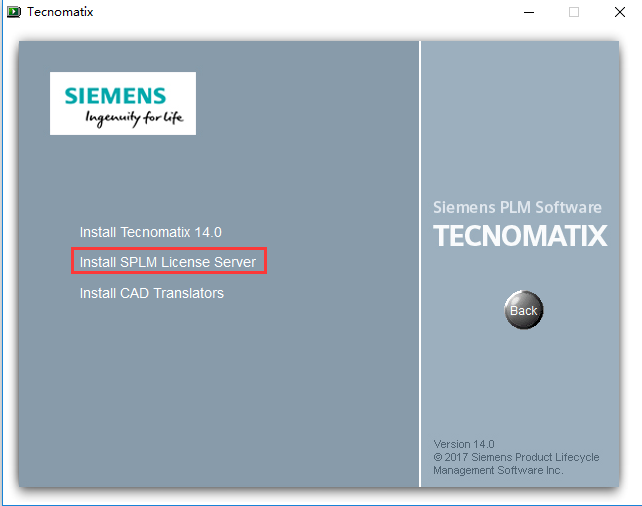 Tecnomatix
SIEMENS
Ingenuity for life
Install Tecnomatix 14.0
Install SPLM License Server
Install CAD Translators
Siemens PLM Software
TECNOMATIX
Back
Version 14.0
© 2017 Siemens Product Lifecycle
Management Software Inc.